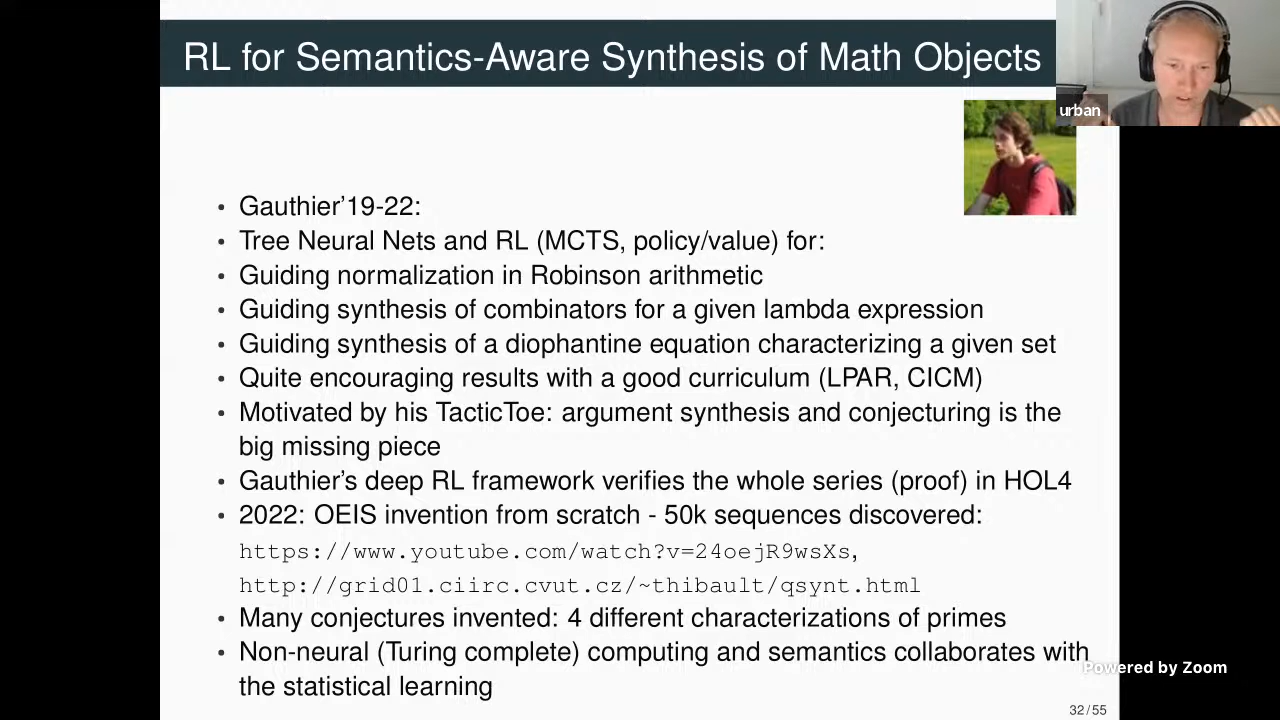 RL for Semantics-Aware Synthesis of Math Objects
urban
• Gauthier'19-22:
• Tree Neural Nets and RL (MCTS, policy/value) for:
• Guiding normalization in Robinson arithmetic
• Guiding synthesis of combinators for a given lambda expression
• Guiding synthesis of a diophantine equation characterizing a given set
• Quite encouraging results with a good curriculum (LPAR, CICM)
• Motivated by his TacticToe: argument synthesis and conjecturing is the
big missing piece
• Gauthier's deep RL framework verifies the whole series (proof) in HOL4
• 2022: OEIS invention from scratch - 50k sequences discovered:
https://www.youtube.com/watch?v=24oejR9wsXs,
http://grid01.ciirc.cvut.cz/~thibault/qsynt.html
• Many conjectures invented: 4 different characterizations of primes
• Non-neural (Turing complete) computing and semantics collaborates with
the statistical learning
Powered by Zoom
32/55